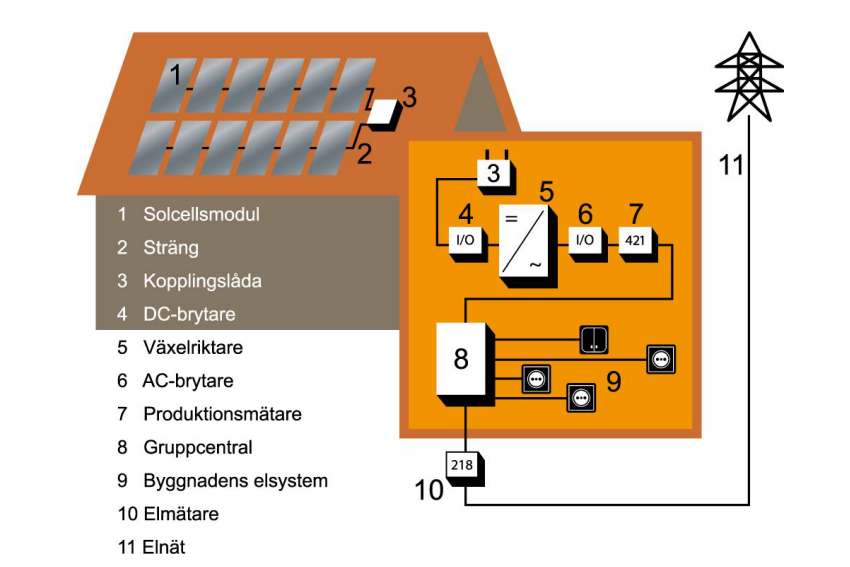 1
3
2
11
3
4
5
6
7
I/O
=
~
I/O
421
8
9
218
10
1 Solcellsmodul
2 Sträng
3 Kopplingslåda
4 DC-brytare
5 Växelriktare
6 AC-brytare
7 Produktionsmätare
8 Gruppcentral
9 Byggnadens elsystem
10 Elmätare
11 Elnät